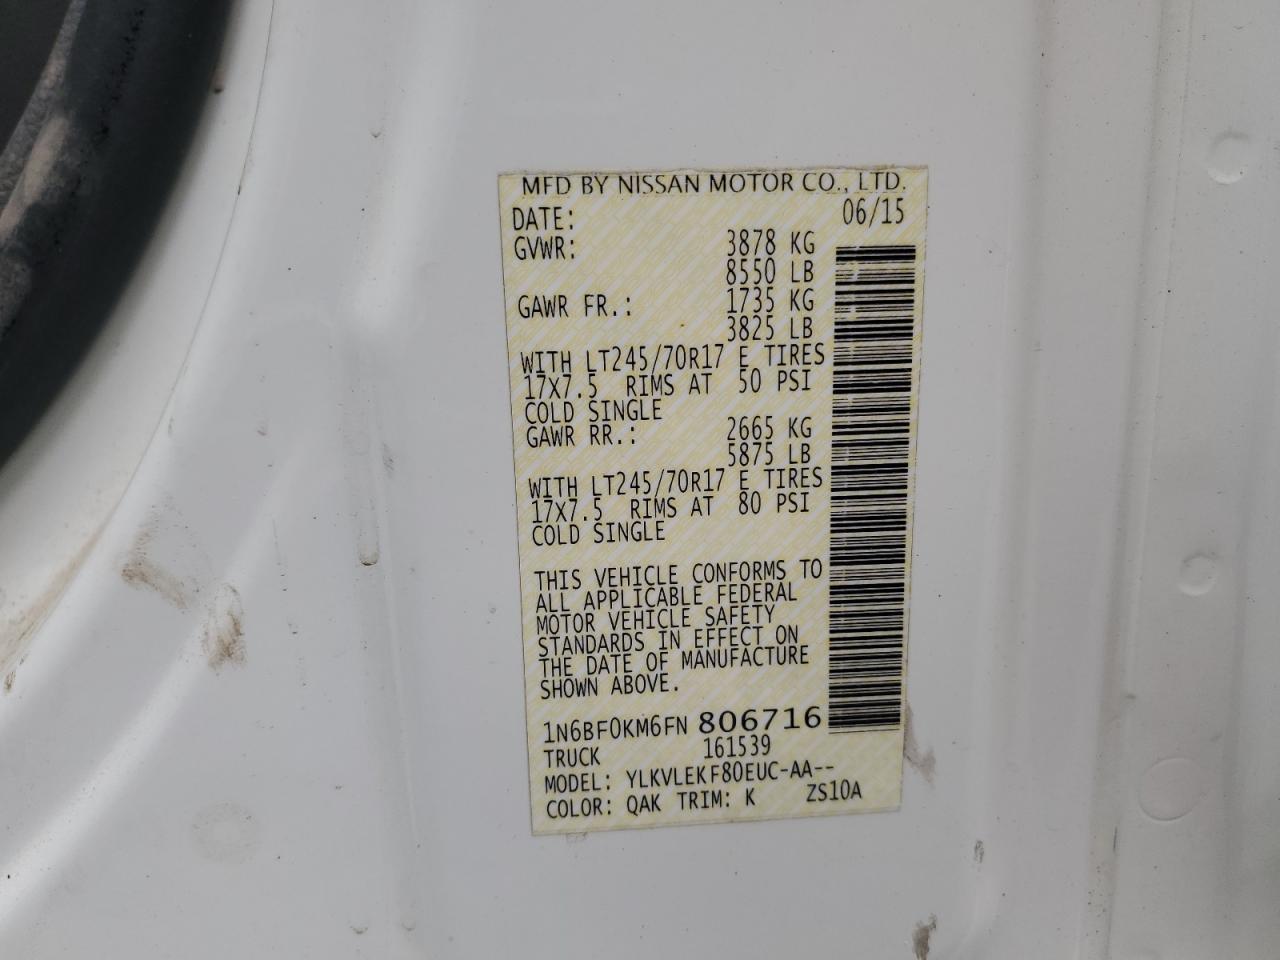 MFD BY NISSAN MOTOR CO., LTD.
DATE: 06/15
GVWR: 3878 KG
8550 LB
GAWR FR.: 1735 KG
3825 LB
WITH LT245/70R17 E TIRES
17X7.5 RIMS AT 50 PSI
COLD SINGLE
GAWR RR.: 2665 KG
5875 LB
WITH LT245/70R17 E TIRES
17X7.5 RIMS AT 80 PSI
COLD SINGLE
THIS VEHICLE CONFORMS TO
ALL APPLICABLE FEDERAL
MOTOR VEHICLE SAFETY
STANDARDS IN EFFECT ON
THE DATE OF MANUFACTURE
SHOWN ABOVE.
1N6BF0KM6FN 806716
TRUCK 161539
MODEL: YLKVLEKF80EUC-AA--
COLOR: QAK TRIM: K ZS10A